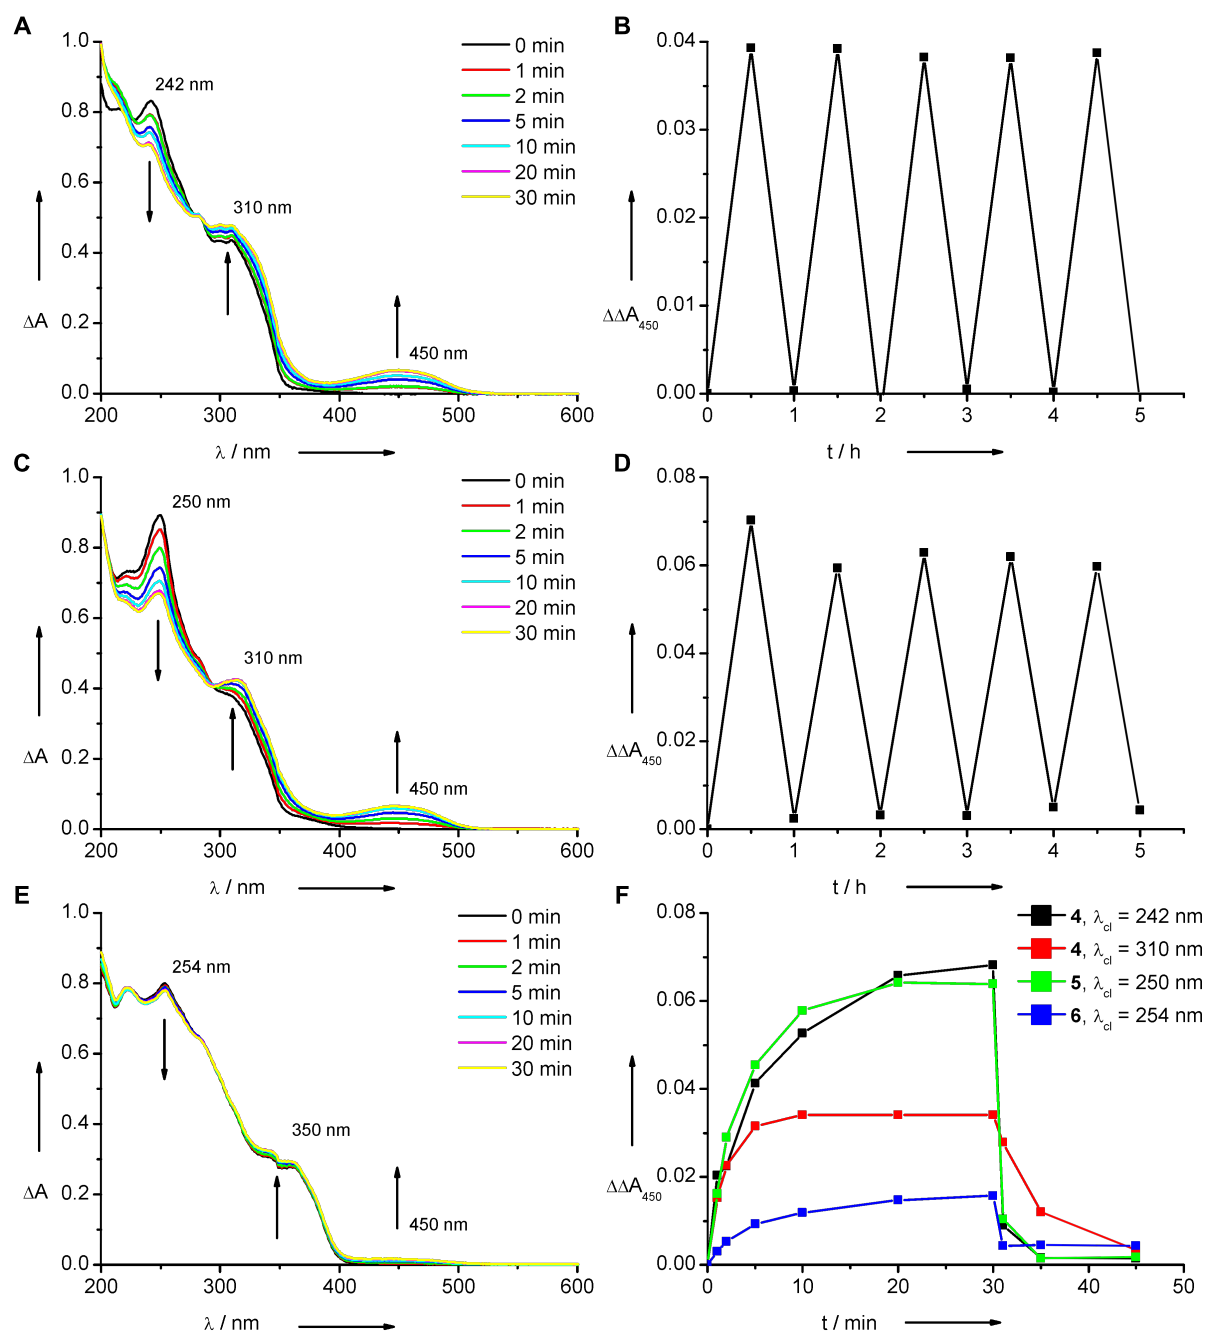 A
B
1.0
0.8
0.6
0.4
0.2
0.0
ΔA
242 nm
310 nm
450 nm
0 min
1 min
2 min
5 min
10 min
20 min
30 min
200
300
400
500
600
λ / nm
0.04
0.03
0.02
0.01
0.00
ΔΔA450
0
1
2
3
4
5
t / h
C
D
1.0
0.8
0.6
0.4
0.2
0.0
ΔA
250 nm
310 nm
450 nm
0 min
1 min
2 min
5 min
10 min
20 min
30 min
200
300
400
500
600
λ / nm
0.08
0.06
0.04
0.02
0.00
ΔΔA450
0
1
2
3
4
5
t / h
E
F
1.0
0.8
0.6
0.4
0.2
0.0
ΔA
254 nm
350 nm
450 nm
0 min
1 min
2 min
5 min
10 min
20 min
30 min
200
300
400
500
600
λ / nm
0.08
0.06
0.04
0.02
0.00
ΔΔA450
4, λcl = 242 nm
4, λcl = 310 nm
5, λcl = 250 nm
6, λcl = 254 nm
0
10
20
30
40
50
t / min